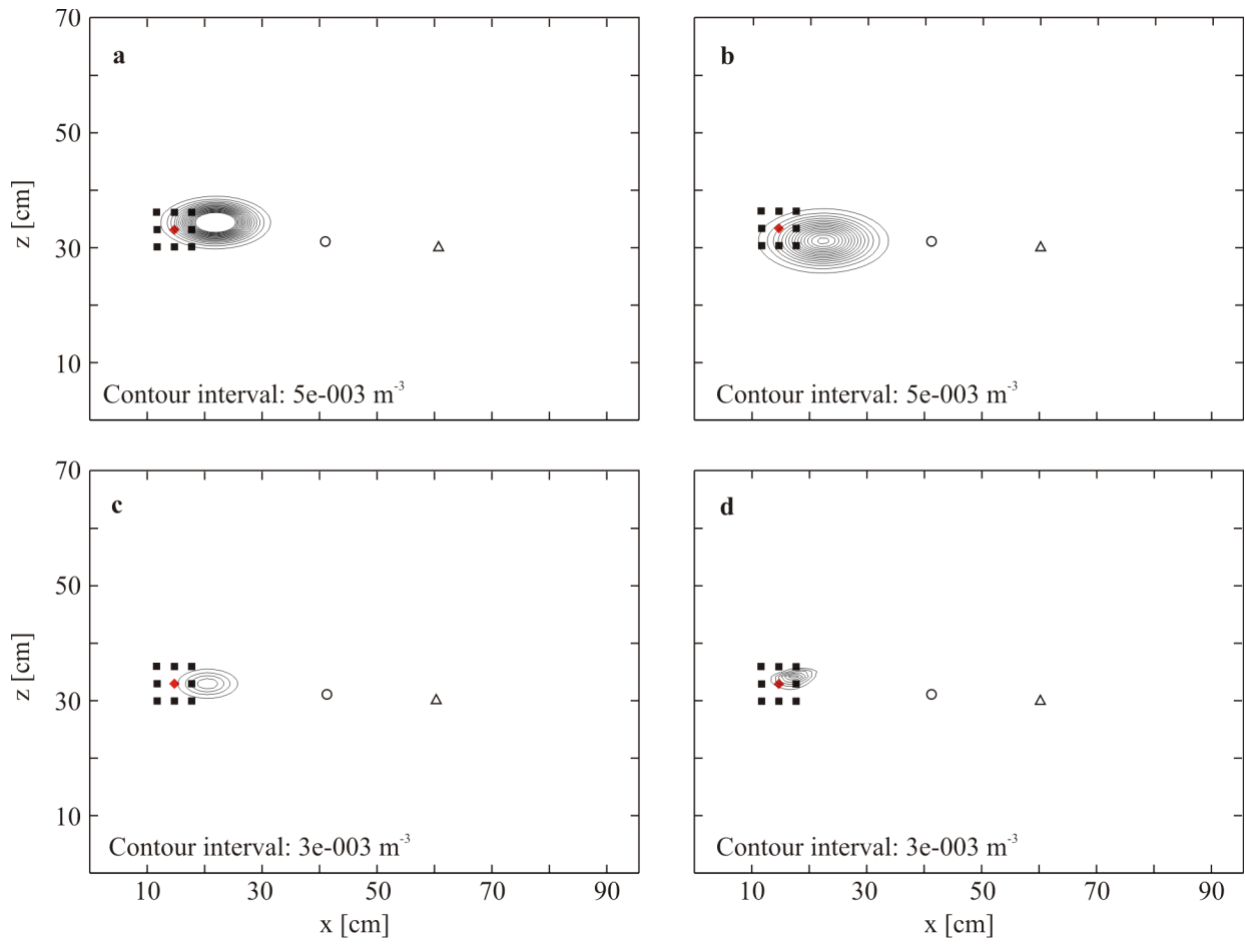 70
a
b
50
z [cm]
30
10
Contour interval: 5e-003 m-3
Contour interval: 5e-003 m-3
70
c
d
50
z [cm]
30
10
Contour interval: 3e-003 m-3
Contour interval: 3e-003 m-3
10 30 50 70 90
10 30 50 70 90
x [cm]
x [cm]